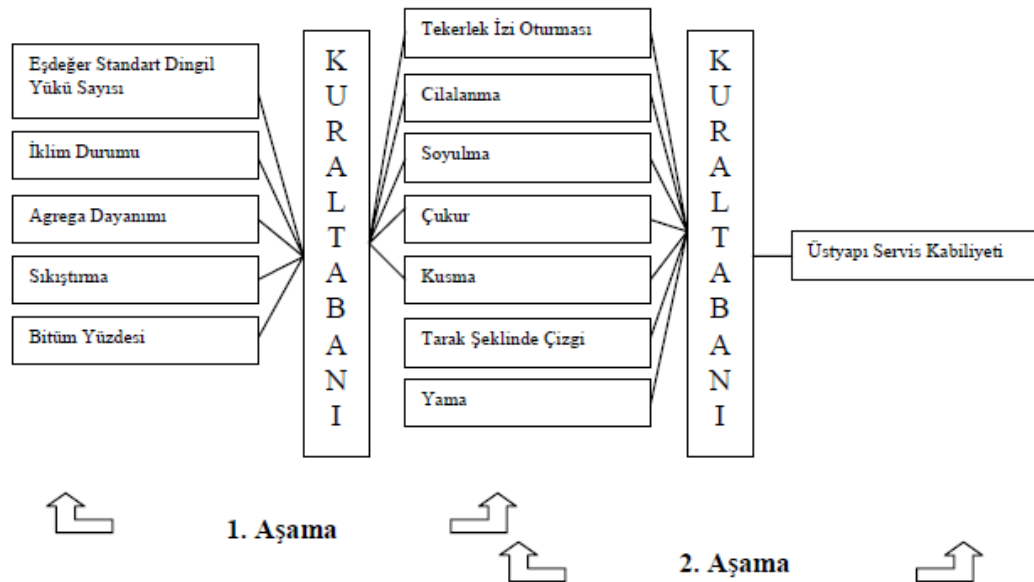 Eşdeğer Standart Dingil
Yükü Sayısı
İklim Durumu
Agrega Dayanımı
Sıkıştırma
Bitüm Yüzdesi
K
U
R
A
L
T
A
B
A
N
I
Tekerlek İzi Oturması
Cilalanma
Soyulma
Çukur
Kusma
Tarak Şeklinde Çizgi
Yama
K
U
R
A
L
T
A
B
A
N
I
Üstyapı Servis Kabiliyeti
1. Aşama
2. Aşama